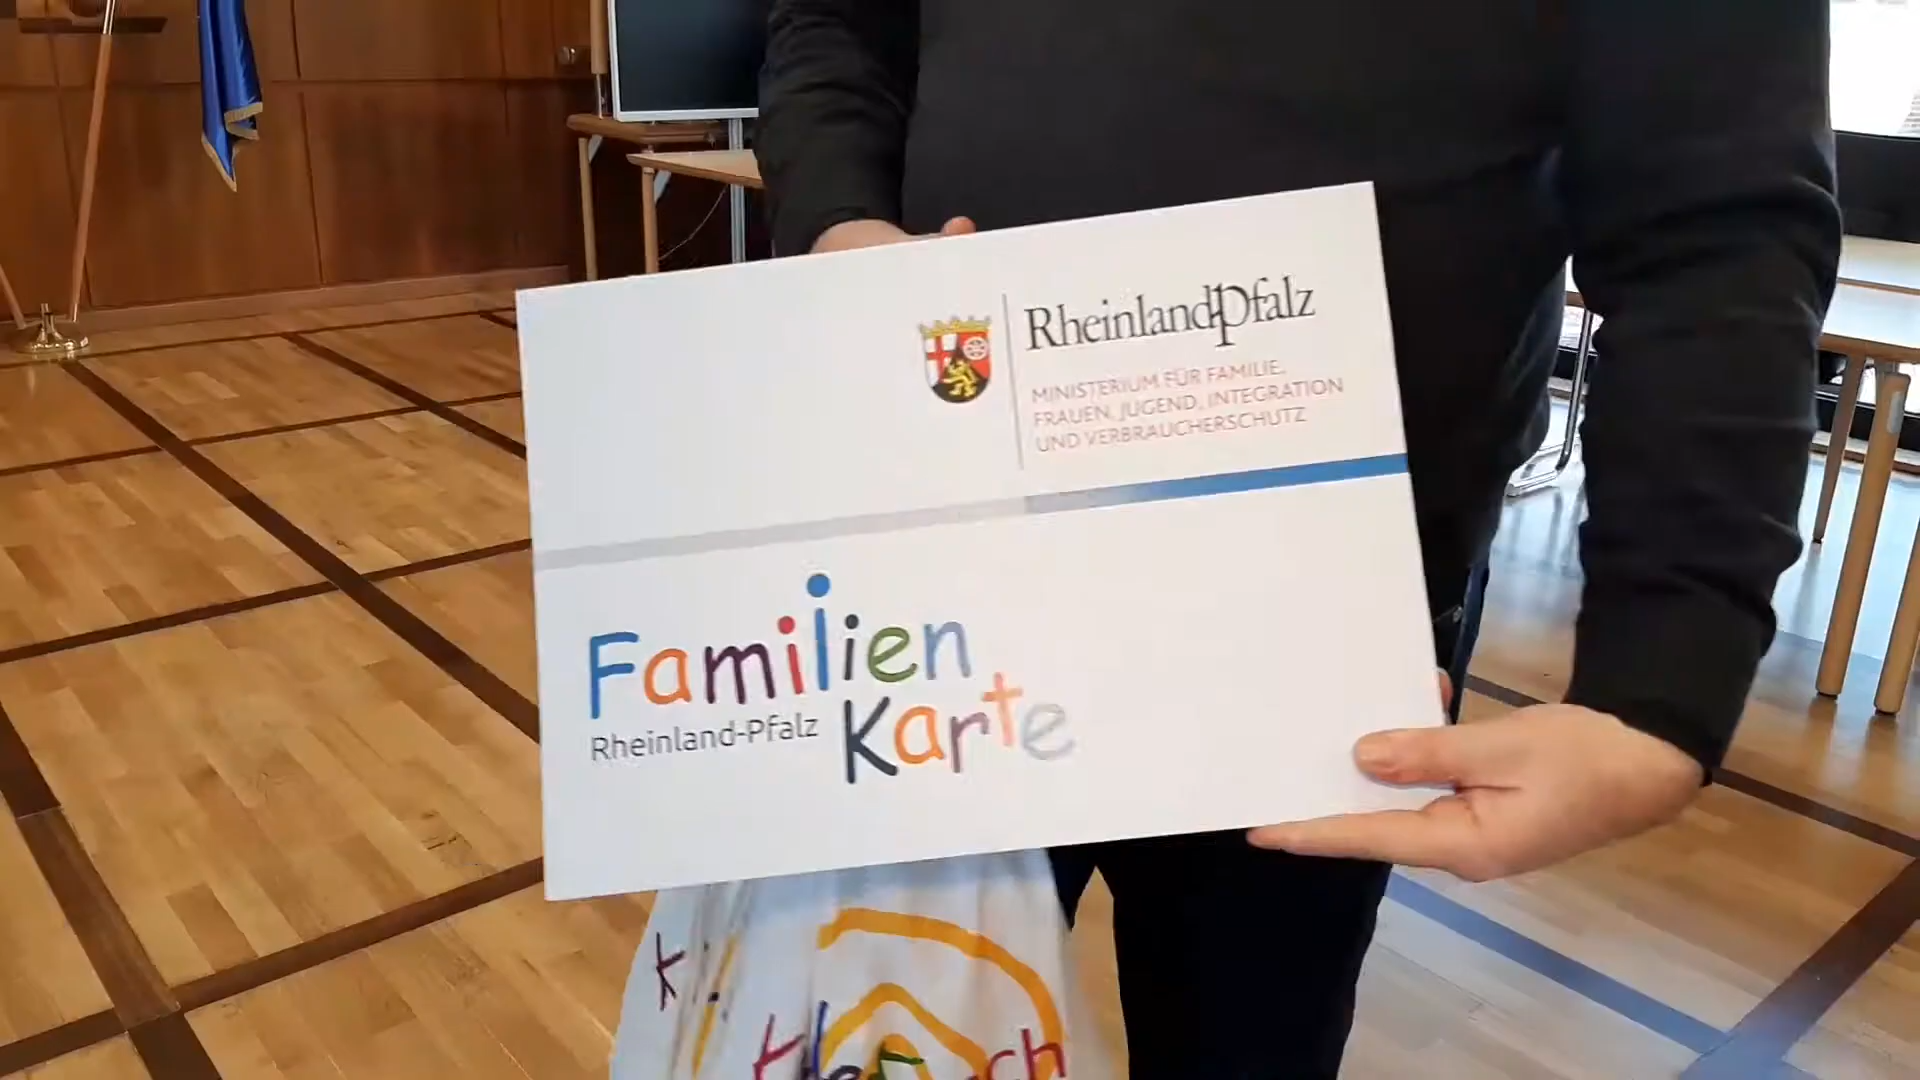 Rheinland-Pfalz
MINISTERIUM FÜR FAMILIE,
FRAUEN, JUGEND, INTEGRATION
UND VERBRAUCHERSCHUTZ
Familien
Rheinland-Pfalz
Karte